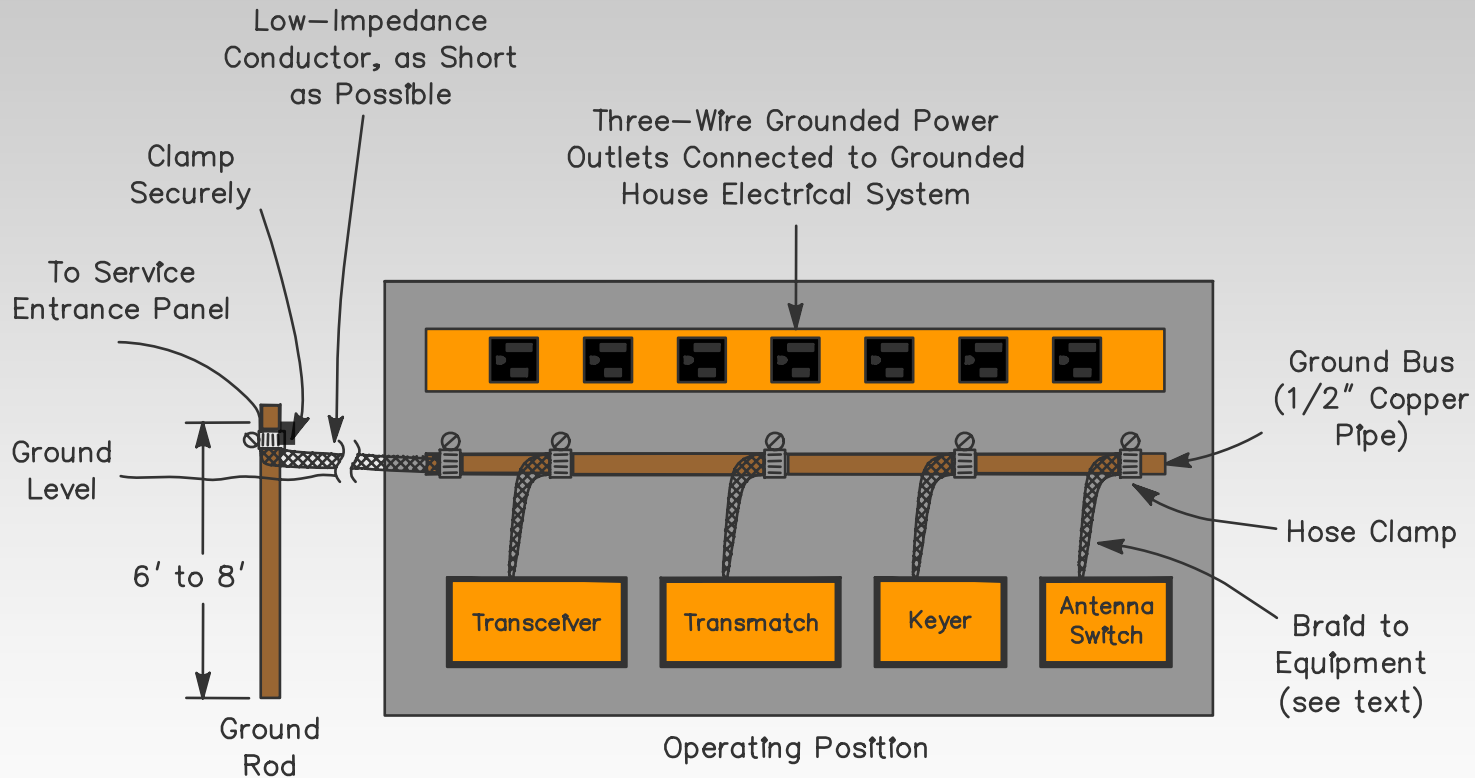 Low-Impedance
Conductor, as Short
as Possible
Clamp
Securely
Three-Wire Grounded Power
Outlets Connected to Grounded
House Electrical System
To Service
Entrance Panel
Ground Bus
(1/2" Copper
Pipe)
Ground
Level
Hose Clamp
6' to 8'
Transceiver
Transmatch
Keyer
Antenna
Switch
Braid to
Equipment
(see text)
Ground
Rod
Operating Position